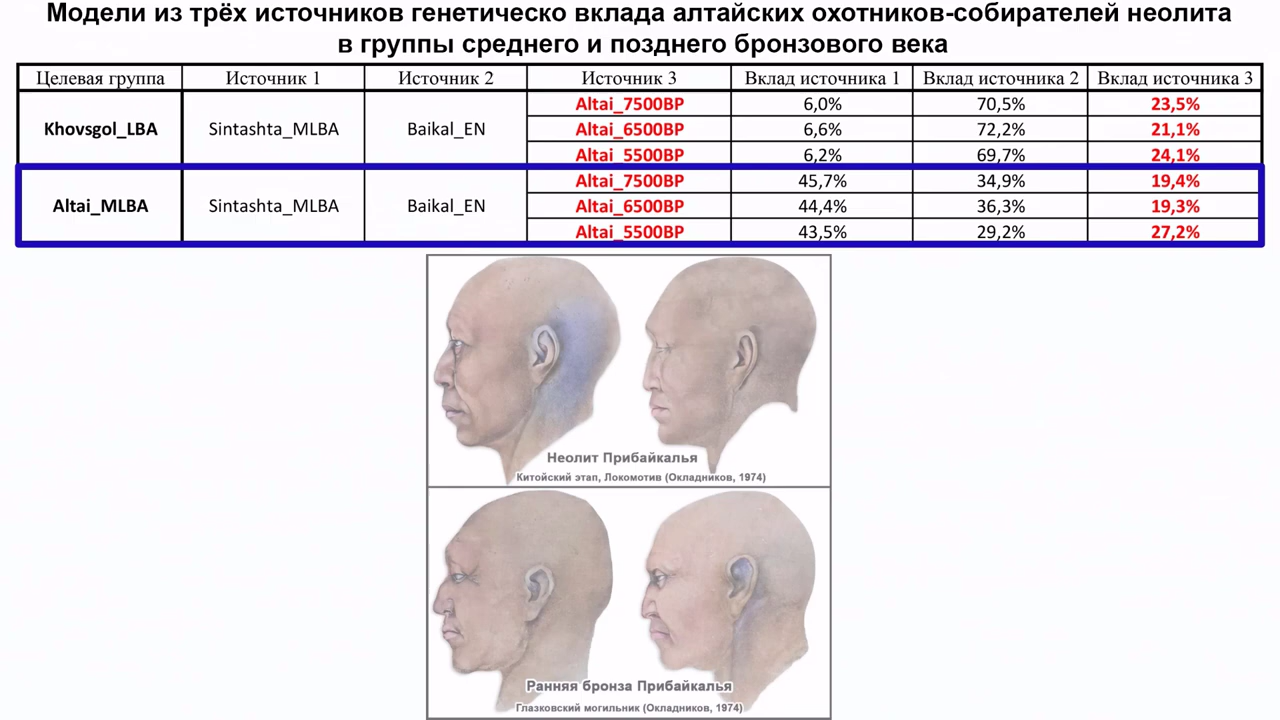 Модели из трёх источников генетическо вклада алтайских охотников-собирателей неолита
в группы среднего и позднего бронзового века
Целевая группа Источник 1 Источник 2 Источник 3 Вклад источника 1 Вклад источника 2 Вклад источника 3
Altai_7500BP 6,0% 70,5% 23,5%
Khovsgol_LBA Sintashta_MLBA Baikal_EN Altai_6500BP 6,6% 72,2% 21,1%
Altai_5500BP 6,2% 69,7% 24,1%
Altai_7500BP 45,7% 34,9% 19,4%
Altai_MLBA Sintashta_MLBA Baikal_EN Altai_6500BP 44,4% 36,3% 19,3%
Altai_5500BP 43,5% 29,2% 27,2%
Неолит Прибайкалья
Китойский этап, Локомотив (Окладников, 1974)
Ранняя бронза Прибайкалья
Глазковский могильник (Окладников, 1974)